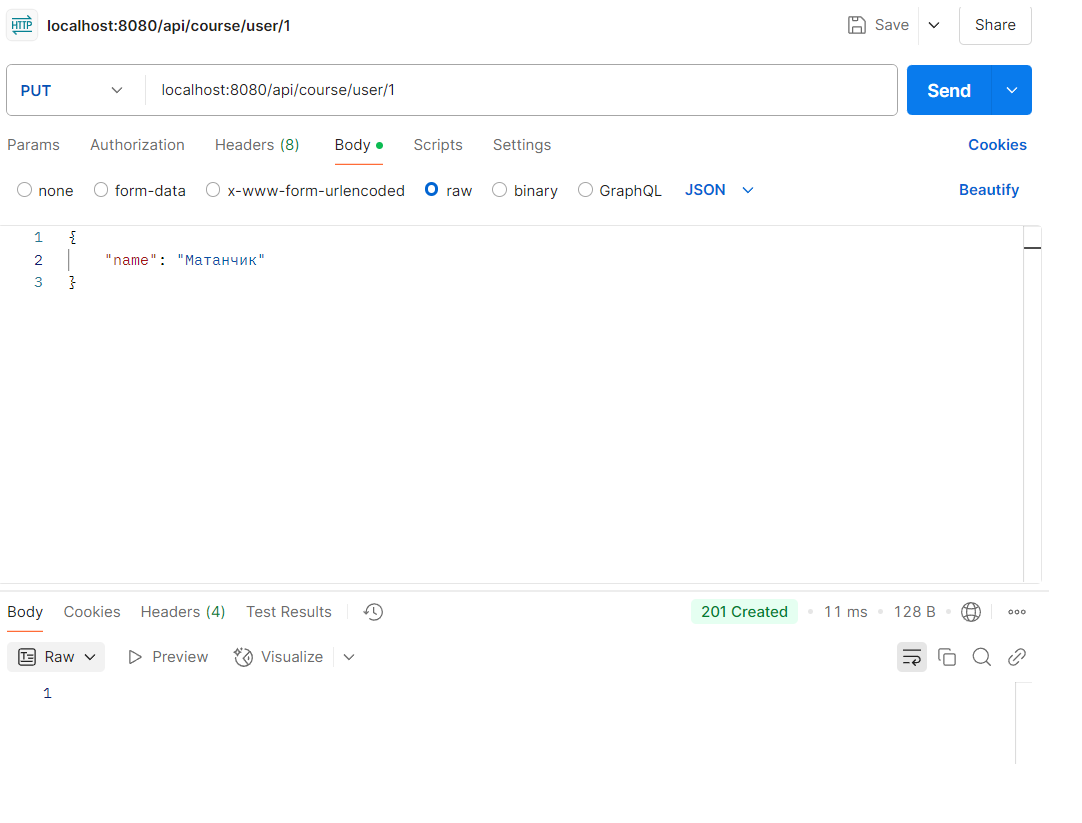 HTTP localhost:8080/api/course/user/1 Save Share
PUT localhost:8080/api/course/user/1 Send
Params Authorization Headers (8) Body Scripts Settings Cookies
none form-data x-www-form-urlencoded raw binary GraphQL JSON Beautify
1 {
2 "name": "Матанчик"
3 }
Body Cookies Headers (4) Test Results 201 Created 11 ms 128 B
Raw Preview Visualize
1